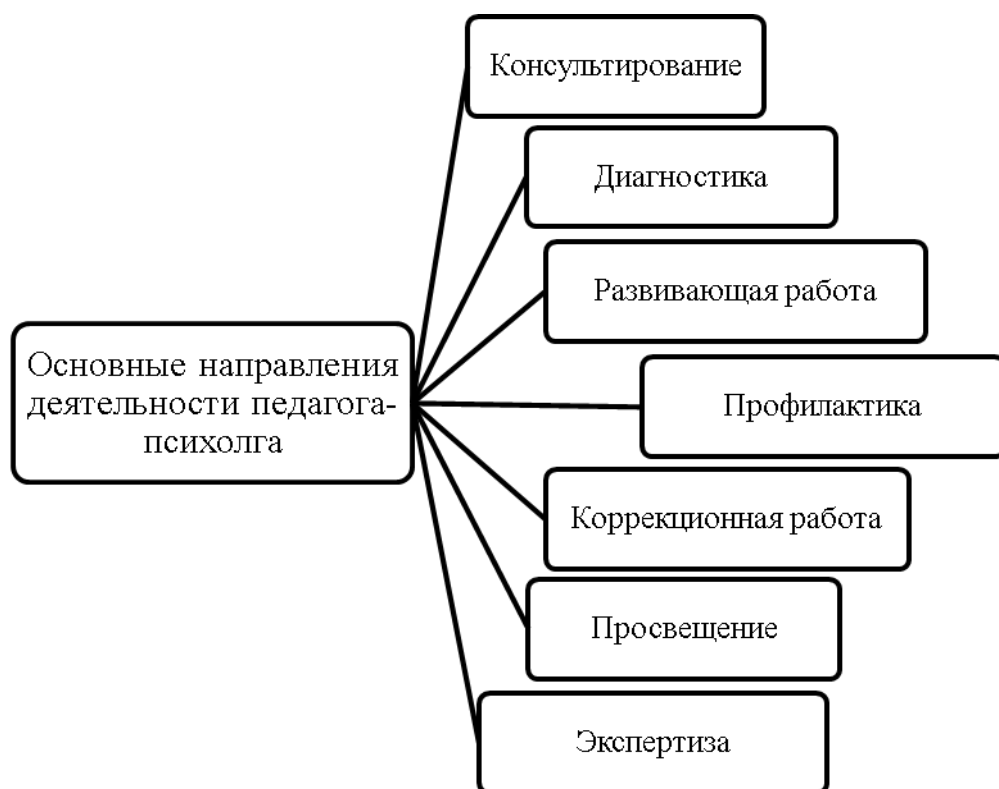 Консультирование
Диагностика
Развивающая работа
Основные направления
деятельности педагога-
психолга
Профилактика
Коррекционная работа
Просвещение
Экспертиза